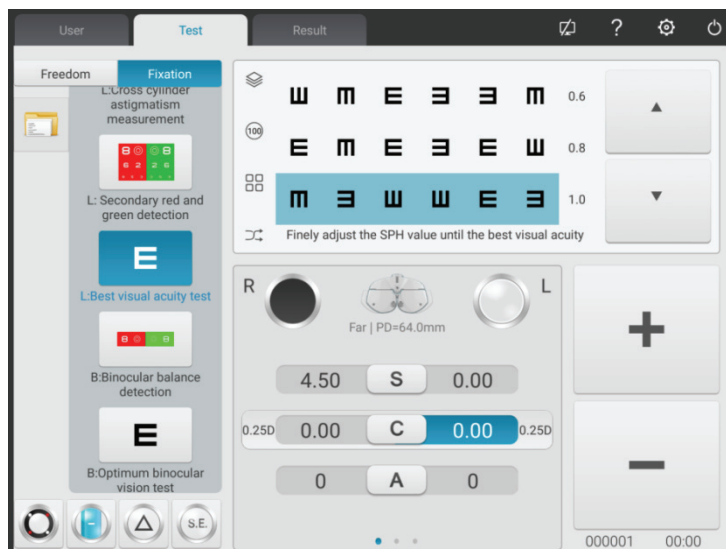 User
Test
Result
?
Freedom
Fixation
L:Cross cylinder
astigmatism
measurement
L: Secondary red and
green detection
E
L:Best visual acuity test
B:Binocular balance
detection
E
B:Optimum binocular
vision test
S.E.
100
0.6
0.8
1.0
Finely adjust the SPH value until the best visual acuity
R
L
Far | PD=64.0mm
4.50 S 0.00
0.25D 0.00 C 0.00 0.25D
0 A 0
000001 00:00